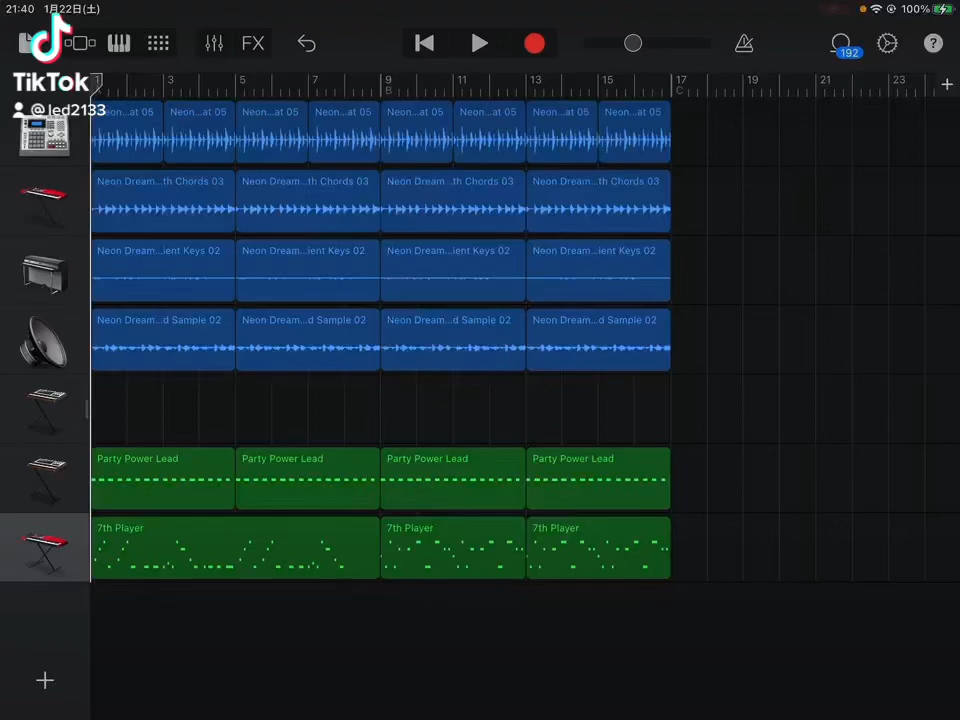 21:40 1月22日(土)
100%
FX
192
?
TikTok
@led2133
1 3 5 7 9 11 13 15 17 19 21 23
B C
Neon...at 05 Neon...at 05 Neon...at 05 Neon...at 05 Neon...at 05 Neon...at 05 Neon...at 05
Neon Dream...th Chords 03 Neon Dream...th Chords 03 Neon Dream...th Chords 03 Neon Dream...th Chords 03
Neon Dream...ient Keys 02 Neon Dream...ient Keys 02 Neon Dream...ient Keys 02 Neon Dream...ient Keys 02
Neon Dream...d Sample 02 Neon Dream...d Sample 02 Neon Dream...d Sample 02 Neon Dream...d Sample 02
Party Power Lead Party Power Lead Party Power Lead Party Power Lead
7th Player 7th Player 7th Player